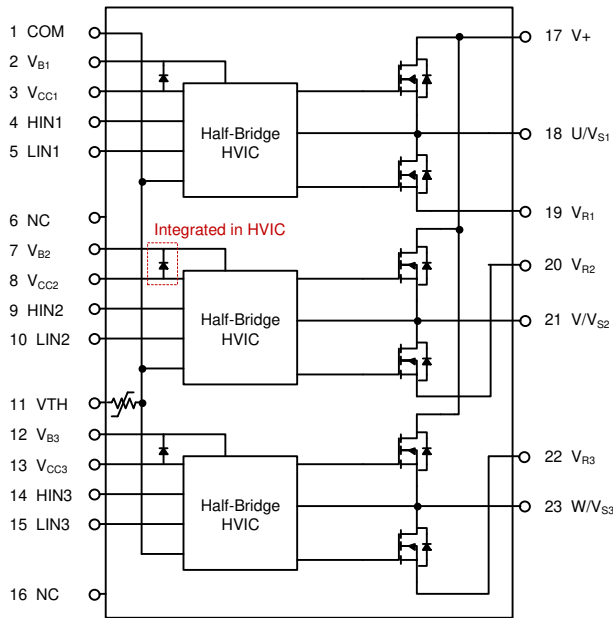 1 COM
2 VB1
3 VCC1
4 HIN1
5 LIN1
6 NC
7 VB2
8 VCC2
9 HIN2
10 LIN2
11 VTH
12 VB3
13 VCC3
14 HIN3
15 LIN3
16 NC
Half-Bridge
HVIC
Integrated in HVIC
Half-Bridge
HVIC
Half-Bridge
HVIC
17 V+
18 U/VS1
19 VR1
20 VR2
21 V/VS2
22 VR3
23 W/VS3